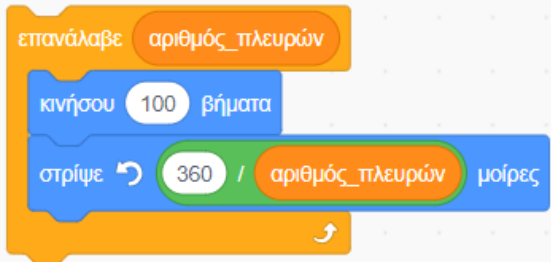 επανάλαβε αριθμός_πλευρών
κινήσου 100 βήματα
στρίψε 360 / αριθμός_πλευρών μοίρες